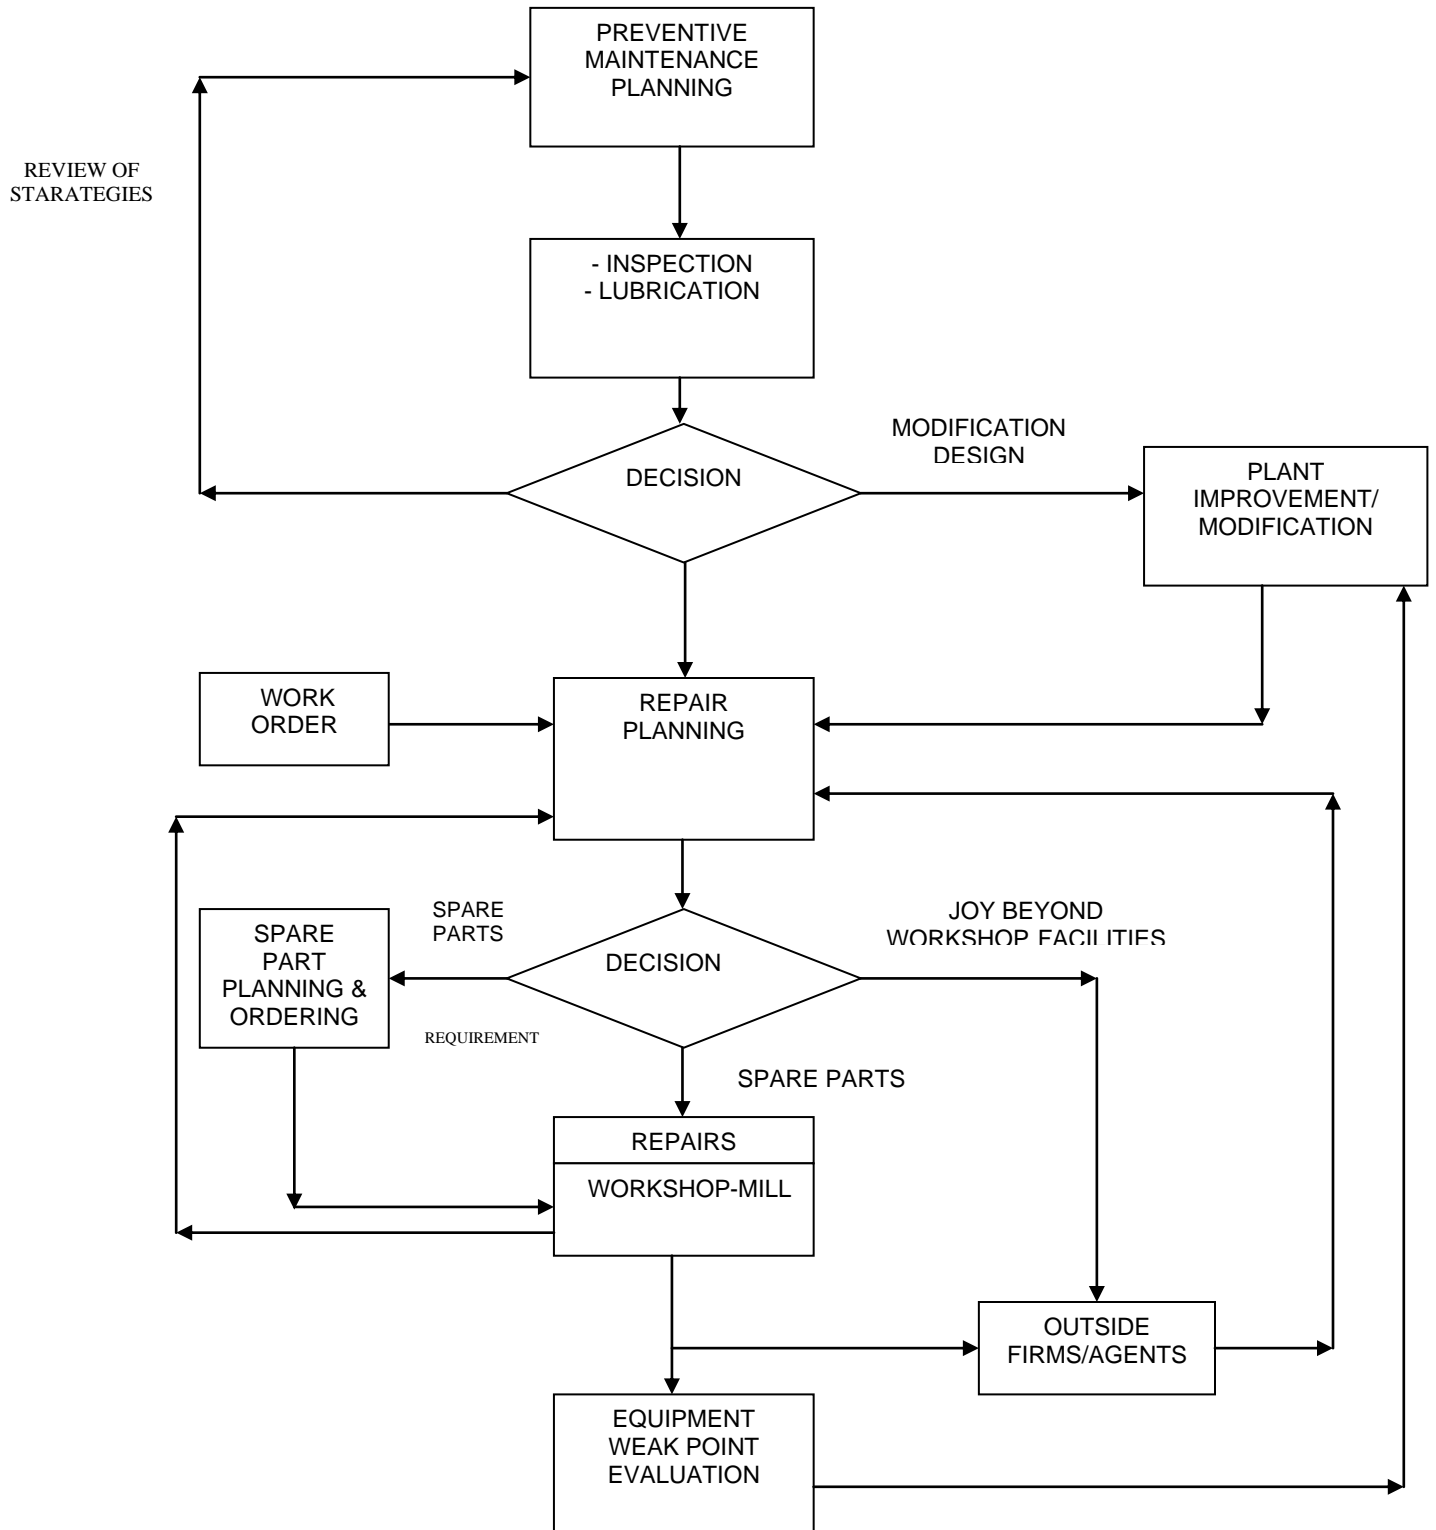 PREVENTIVE
MAINTENANCE
PLANNING
REVIEW OF
STARATEGIES
- INSPECTION
- LUBRICATION
DECISION
MODIFICATION
DESIGN
PLANT
IMPROVEMENT/
MODIFICATION
WORK
ORDER
REPAIR
PLANNING
SPARE
PART
PLANNING &
ORDERING
SPARE
PARTS
REQUIREMENT
DECISION
JOY BEYOND
WORKSHOP FACILITIES
SPARE PARTS
REPAIRS
WORKSHOP-MILL
OUTSIDE
FIRMS/AGENTS
EQUIPMENT
WEAK POINT
EVALUATION